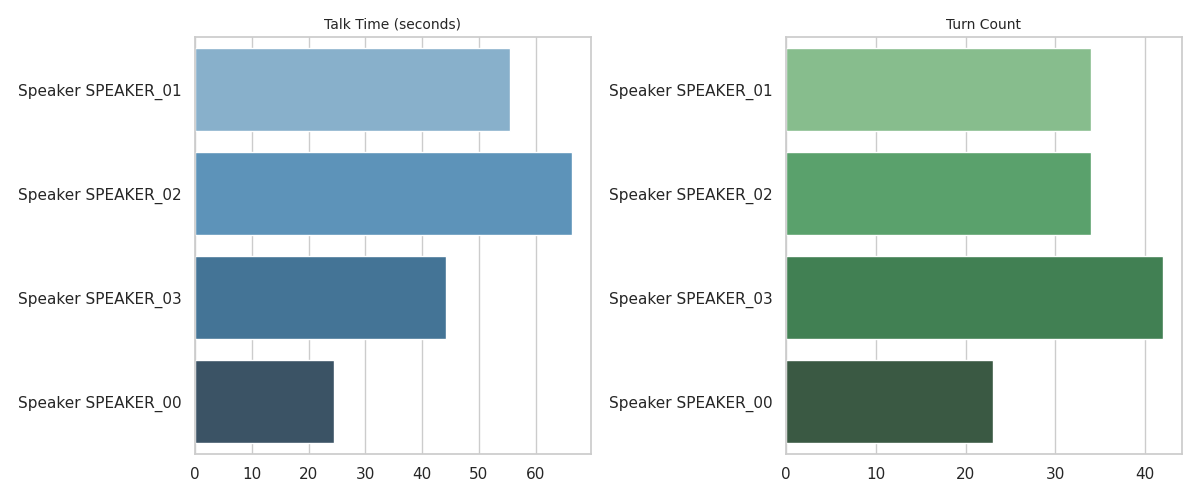 Talk Time (seconds)
Speaker SPEAKER_01
Speaker SPEAKER_02
Speaker SPEAKER_03
Speaker SPEAKER_00
0 10 20 30 40 50 60
Turn Count
Speaker SPEAKER_01
Speaker SPEAKER_02
Speaker SPEAKER_03
Speaker SPEAKER_00
0 10 20 30 40